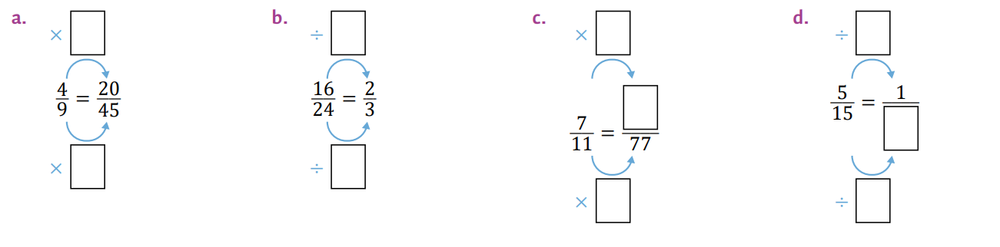 a.
×
4/9 = 20/45
×
b.
÷
16/24 = 2/3
÷
c.
×
7/11 = □/77
×
d.
÷
5/15 = 1/□
÷